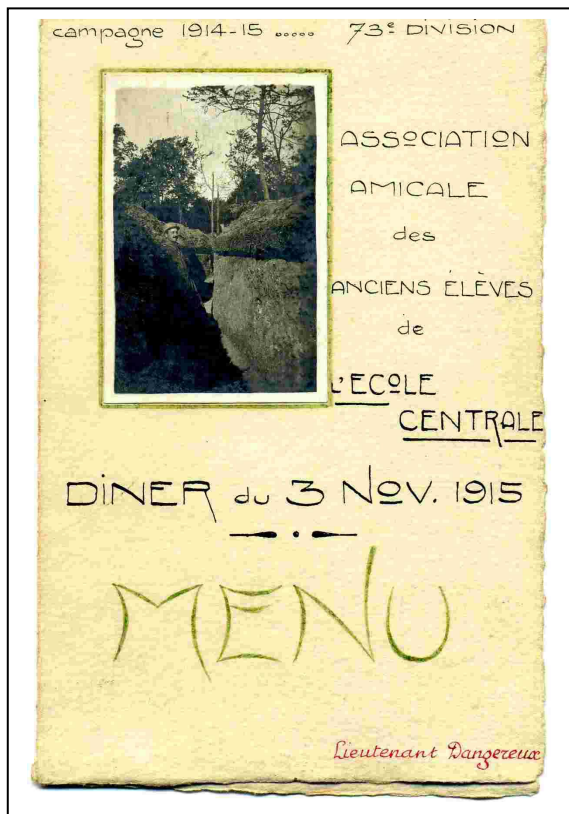 campagne 1914-15 ..... 73e DIVISION
ASSOCIATION
AMICALE
des
ANCIENS ÉLÈVES
de
L'ECOLE
CENTRALE
DINER du 3 NOV. 1915
MENU
Lieutenant Dangereux